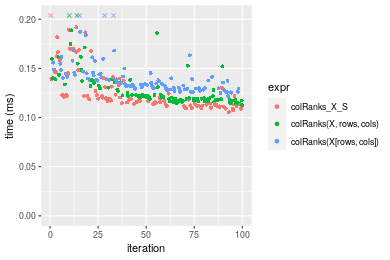 0.20
0.15
0.10
0.05
0.00
time (ms)
0
25
50
75
100
iteration
expr
colRanks_X_S
colRanks(X, rows, cols)
colRanks(X[rows, cols])